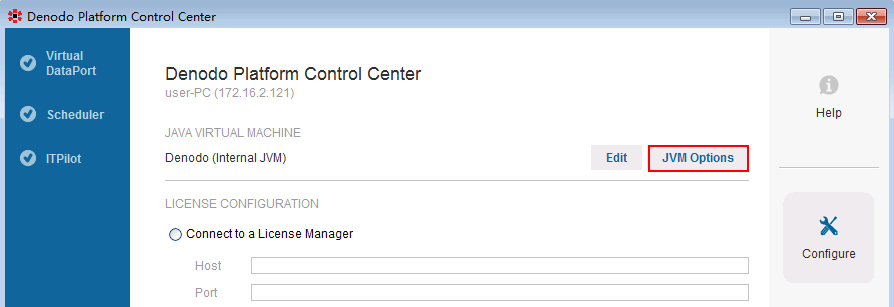 Denodo Platform Control Center
Virtual
DataPort
Scheduler
ITPilot
Denodo Platform Control Center
user-PC (172.16.2.121)
JAVA VIRTUAL MACHINE
Denodo (Internal JVM)
Edit
JVM Options
LICENSE CONFIGURATION
Connect to a License Manager
Host
Port
Help
Configure